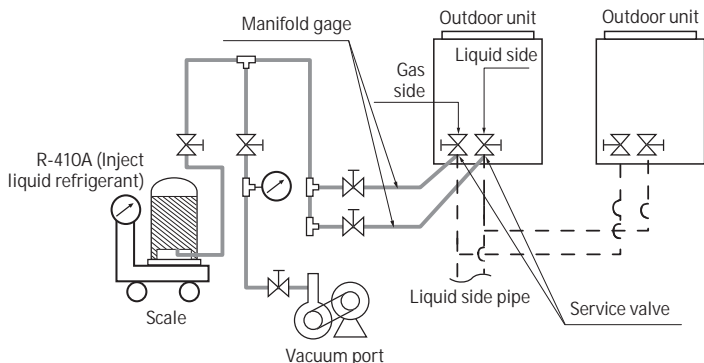 Outdoor unit
Outdoor unit
Manifold gage
Liquid side
Gas
side
R-410A (Inject
liquid refrigerant)
Liquid side pipe
Service valve
Scale
Vacuum port